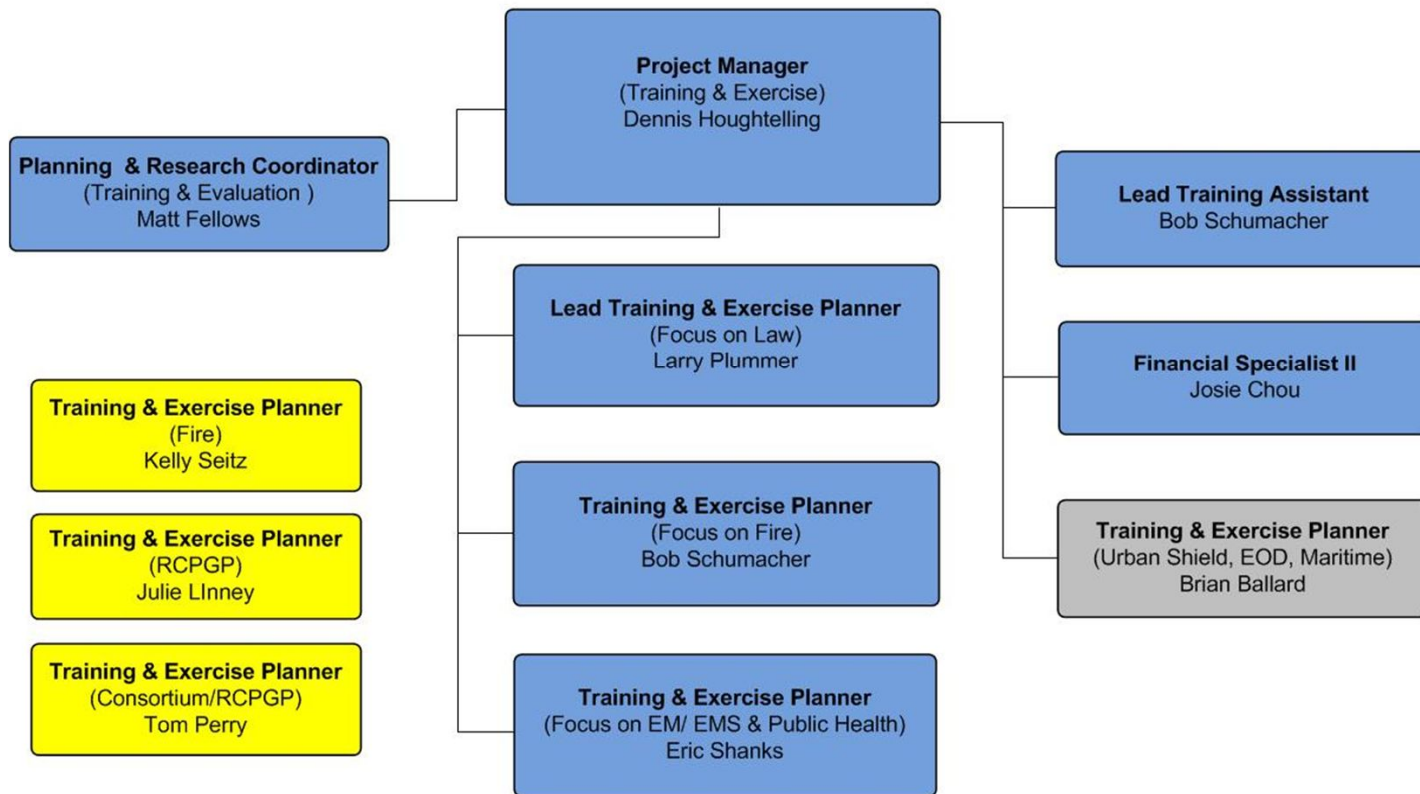 Project Manager
(Training & Exercise)
Dennis Houghtelling
Planning & Research Coordinator
(Training & Evaluation )
Matt Fellows
Lead Training Assistant
Bob Schumacher
Lead Training & Exercise Planner
(Focus on Law)
Larry Plummer
Financial Specialist II
Josie Chou
Training & Exercise Planner
(Fire)
Kelly Seitz
Training & Exercise Planner
(Focus on Fire)
Bob Schumacher
Training & Exercise Planner
(Urban Shield, EOD, Maritime)
Brian Ballard
Training & Exercise Planner
(RCPGP)
Julie LInney
Training & Exercise Planner
(Consortium/RCPGP)
Tom Perry
Training & Exercise Planner
(Focus on EM/ EMS & Public Health)
Eric Shanks